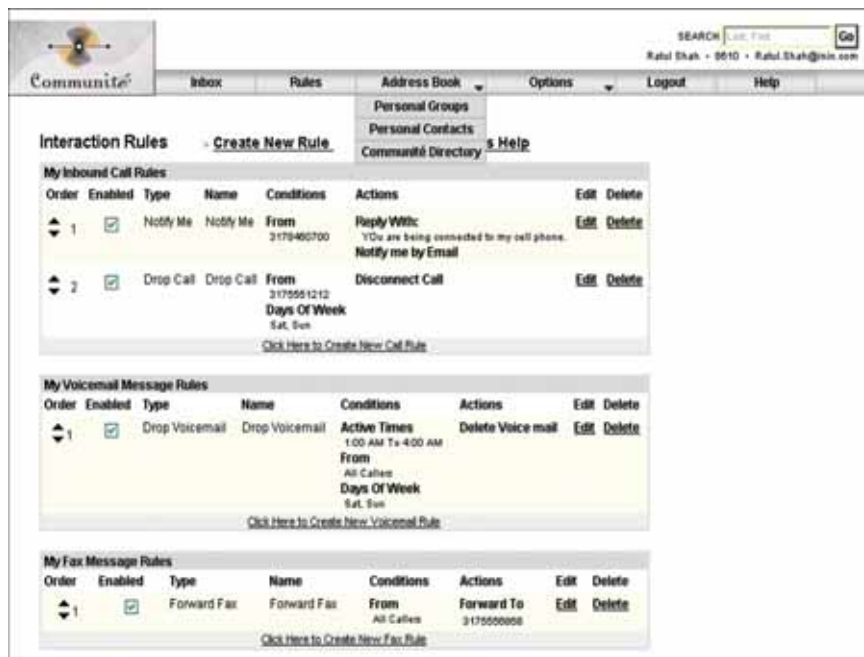 SEARCH Last, First Go
Ratul Shah • 8610 • Ratul.Shah@inin.com
Communité
Inbox Rules Address Book Options Logout Help
Personal Groups
Personal Contacts
Communité Directory
Interaction Rules Create New Rule s Help
My Inbound Call Rules
Order Enabled Type Name Conditions Actions Edit Delete
1 Notify Me Notify Me From Reply With: Edit Delete
3178460700 YOu are being connected to my cell phone.
Notify me by Email
2 Drop Call Drop Call From Disconnect Call Edit Delete
3175551212
Days Of Week
Sat, Sun
Click Here to Create New Call Rule
My Voicemail Message Rules
Order Enabled Type Name Conditions Actions Edit Delete
1 Drop Voicemail Drop Voicemail Active Times Delete Voice mail Edit Delete
1:00 AM To 4:00 AM
From
All Callers
Days Of Week
Sat, Sun
Click Here to Create New Voicemail Rule
My Fax Message Rules
Order Enabled Type Name Conditions Actions Edit Delete
1 Forward Fax Forward Fax From Forward To Edit Delete
All Callers
Click Here to Create New Fax Rule